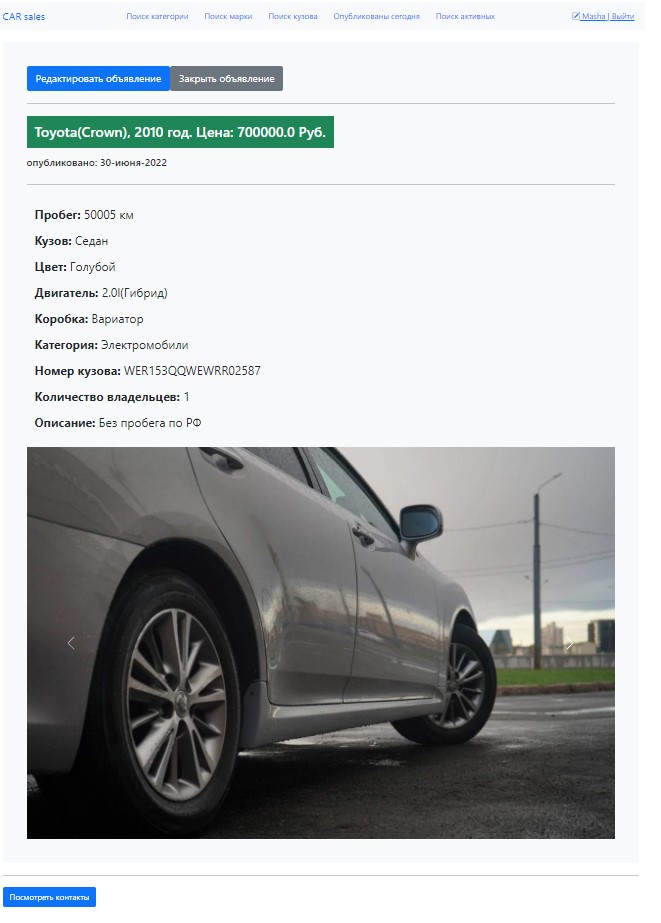 CAR sales Поиск категории Поиск марки Поиск кузова Опубликованы сегодня Поиск активных Masha | Выйти
Редактировать объявление Закрыть объявление
Toyota(Crown), 2010 год. Цена: 700000.0 Руб.
опубликовано: 30-июня-2022
Пробег: 50005 км
Кузов: Седан
Цвет: Голубой
Двигатель: 2.0l(Гибрид)
Коробка: Вариатор
Категория: Электромобили
Номер кузова: WER153QQWEWRR02587
Количество владельцев: 1
Описание: Без пробега по РФ
Посмотреть контакты